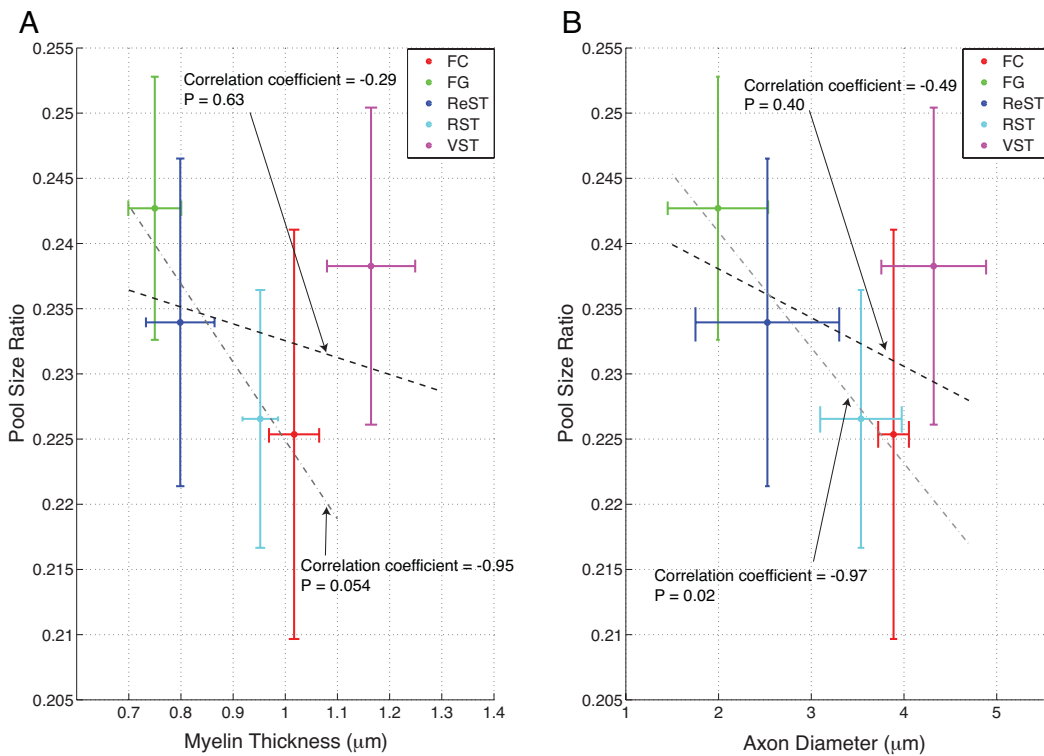 A
0.255
0.25
0.245
0.24
0.235
0.23
0.225
0.22
0.215
0.21
0.205
Pool Size Ratio
FC
FG
ReST
RST
VST
Correlation coefficient = -0.29
P = 0.63
Correlation coefficient = -0.95
P = 0.054
0.7 0.8 0.9 1 1.1 1.2 1.3 1.4
Myelin Thickness (μm)
B
0.255
0.25
0.245
0.24
0.235
0.23
0.225
0.22
0.215
0.21
0.205
Pool Size Ratio
FC
FG
ReST
RST
VST
Correlation coefficient = -0.49
P = 0.40
Correlation coefficient = -0.97
P = 0.02
1 2 3 4 5
Axon Diameter (μm)